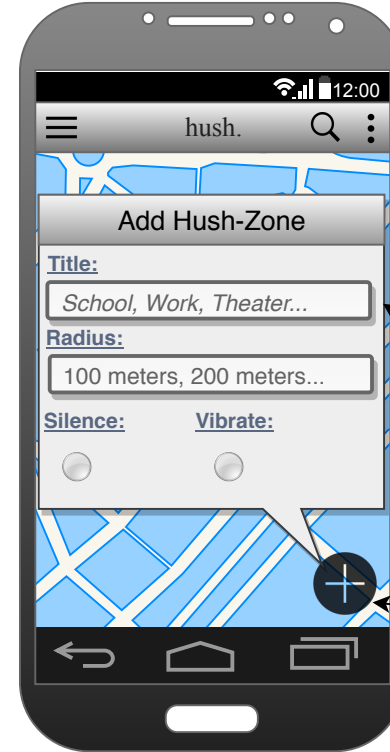 12:00
hush.
Add Hush-Zone
Title:
School, Work, Theater...
Radius:
100 meters, 200 meters...
Silence: Vibrate: